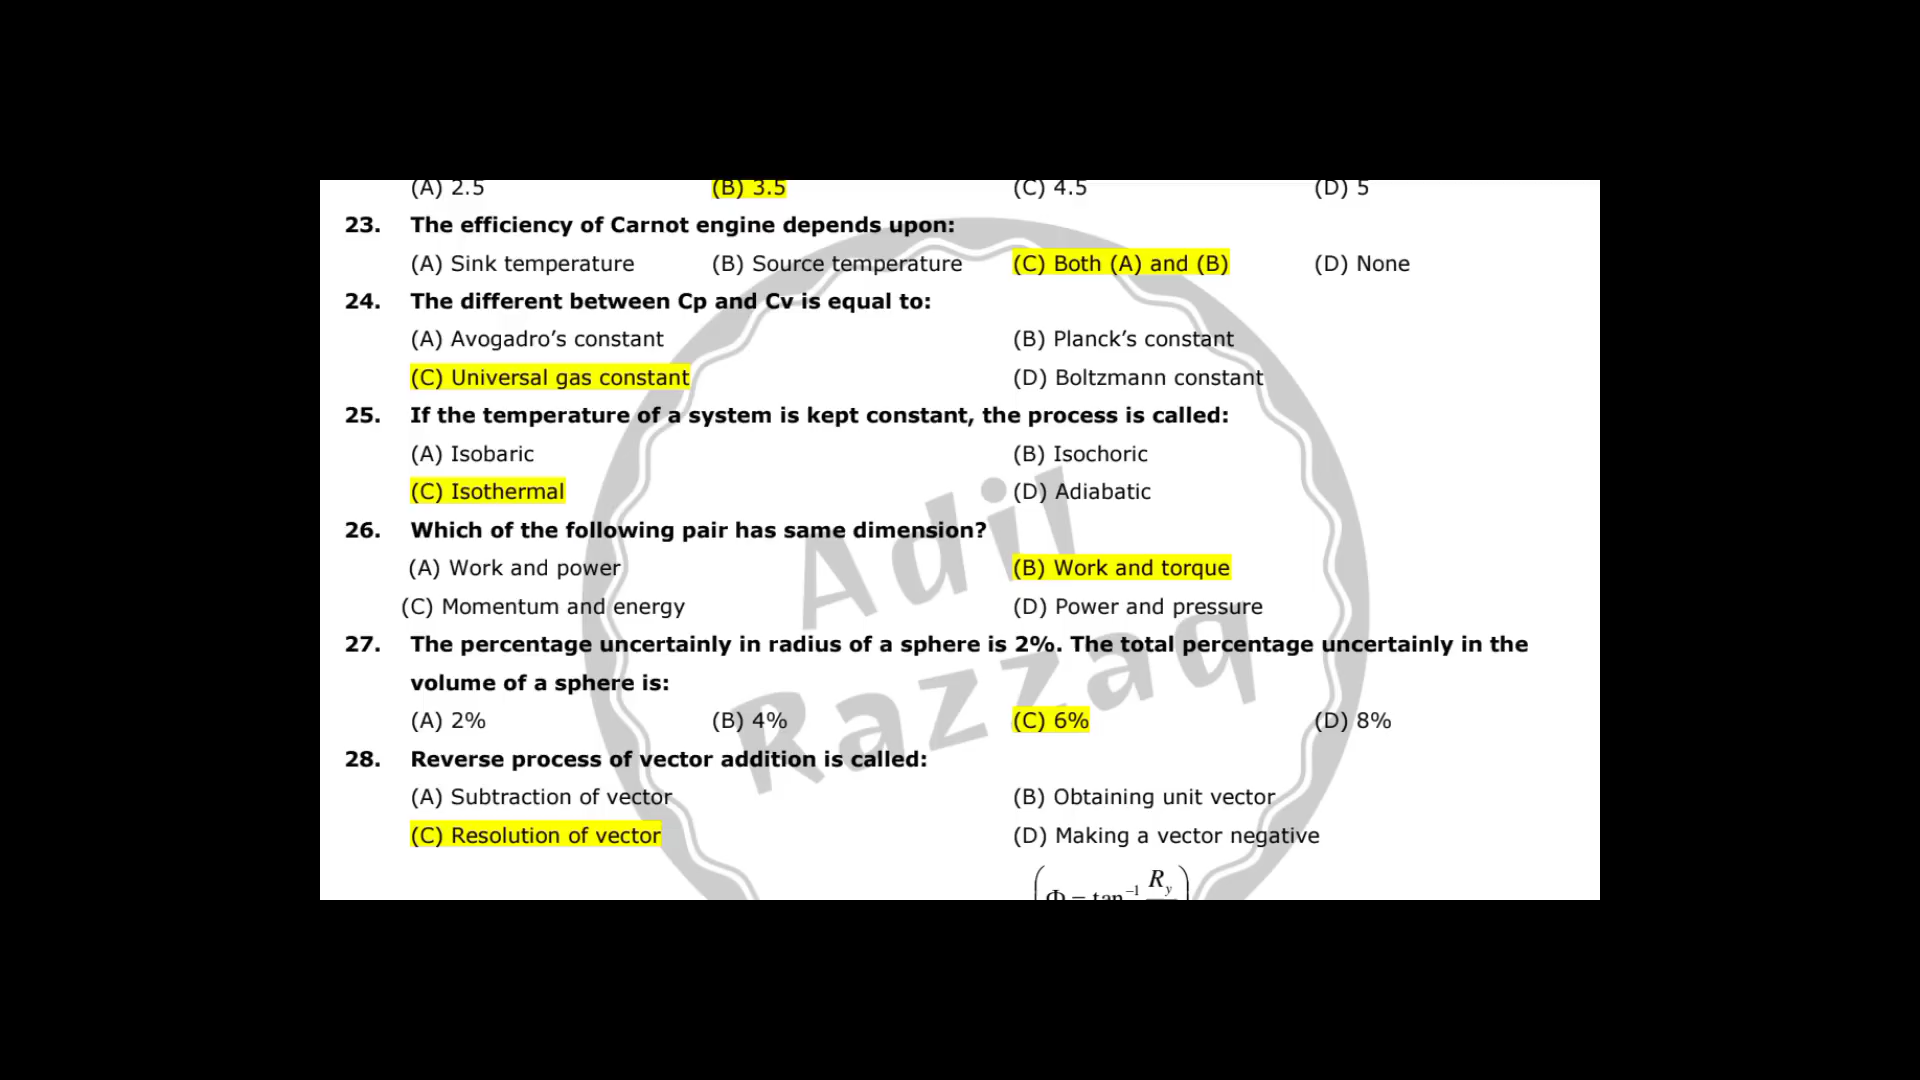 (A) 2.5 (B) 3.5 (C) 4.5 (D) 5
23. The efficiency of Carnot engine depends upon:
(A) Sink temperature (B) Source temperature (C) Both (A) and (B) (D) None
24. The different between Cp and Cv is equal to:
(A) Avogadro’s constant (B) Planck’s constant
(C) Universal gas constant (D) Boltzmann constant
25. If the temperature of a system is kept constant, the process is called:
(A) Isobaric (B) Isochoric
(C) Isothermal (D) Adiabatic
26. Which of the following pair has same dimension?
(A) Work and power (B) Work and torque
(C) Momentum and energy (D) Power and pressure
27. The percentage uncertainly in radius of a sphere is 2%. The total percentage uncertainly in the
volume of a sphere is:
(A) 2% (B) 4% (C) 6% (D) 8%
28. Reverse process of vector addition is called:
(A) Subtraction of vector (B) Obtaining unit vector
(C) Resolution of vector (D) Making a vector negative
(Φ = tan⁻¹ R_y)
Adil
Razzaq